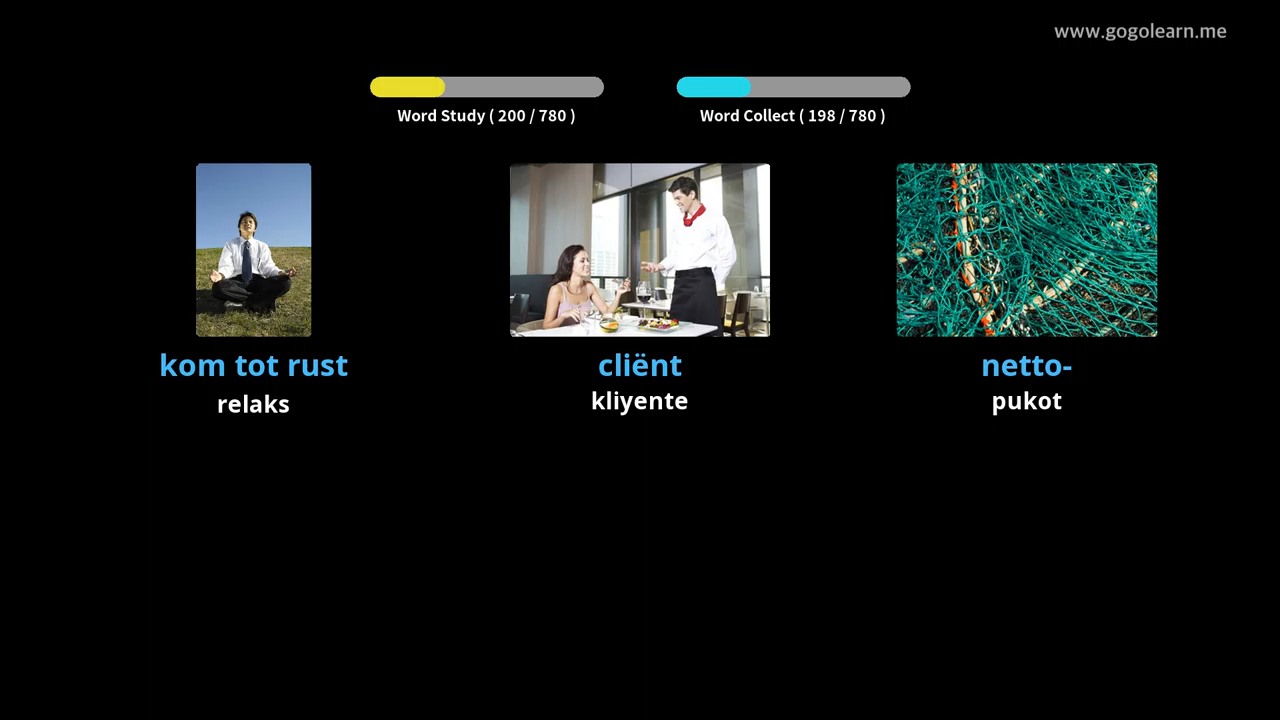 www.gogolearn.me
Word Study ( 200 / 780 )
Word Collect ( 198 / 780 )
kom tot rust
relaks
cliënt
kliyente
netto-
pukot